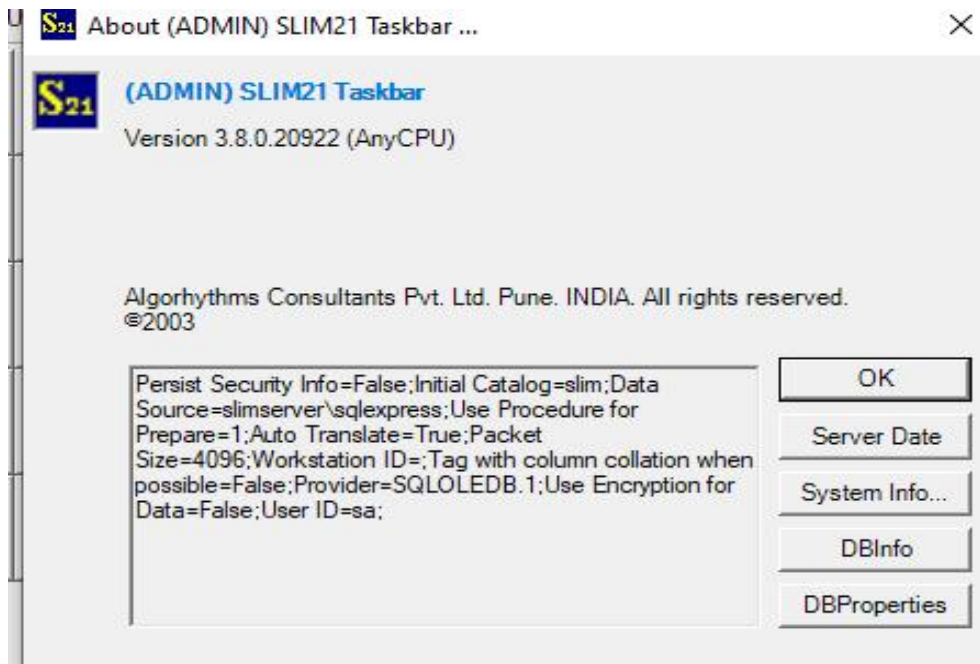 S21 About (ADMIN) SLIM21 Taskbar ...
S21 (ADMIN) SLIM21 Taskbar
Version 3.8.0.20922 (AnyCPU)
Algorhythms Consultants Pvt. Ltd. Pune. INDIA. All rights reserved.
©2003
Persist Security Info=False;Initial Catalog=slim;Data
Source=slimserver\sqlexpress;Use Procedure for
Prepare=1;Auto Translate=True;Packet
Size=4096;Workstation ID=;Tag with column collation when
possible=False;Provider=SQLOLEDB.1;Use Encryption for
Data=False;User ID=sa;
OK
Server Date
System Info...
DBInfo
DBProperties